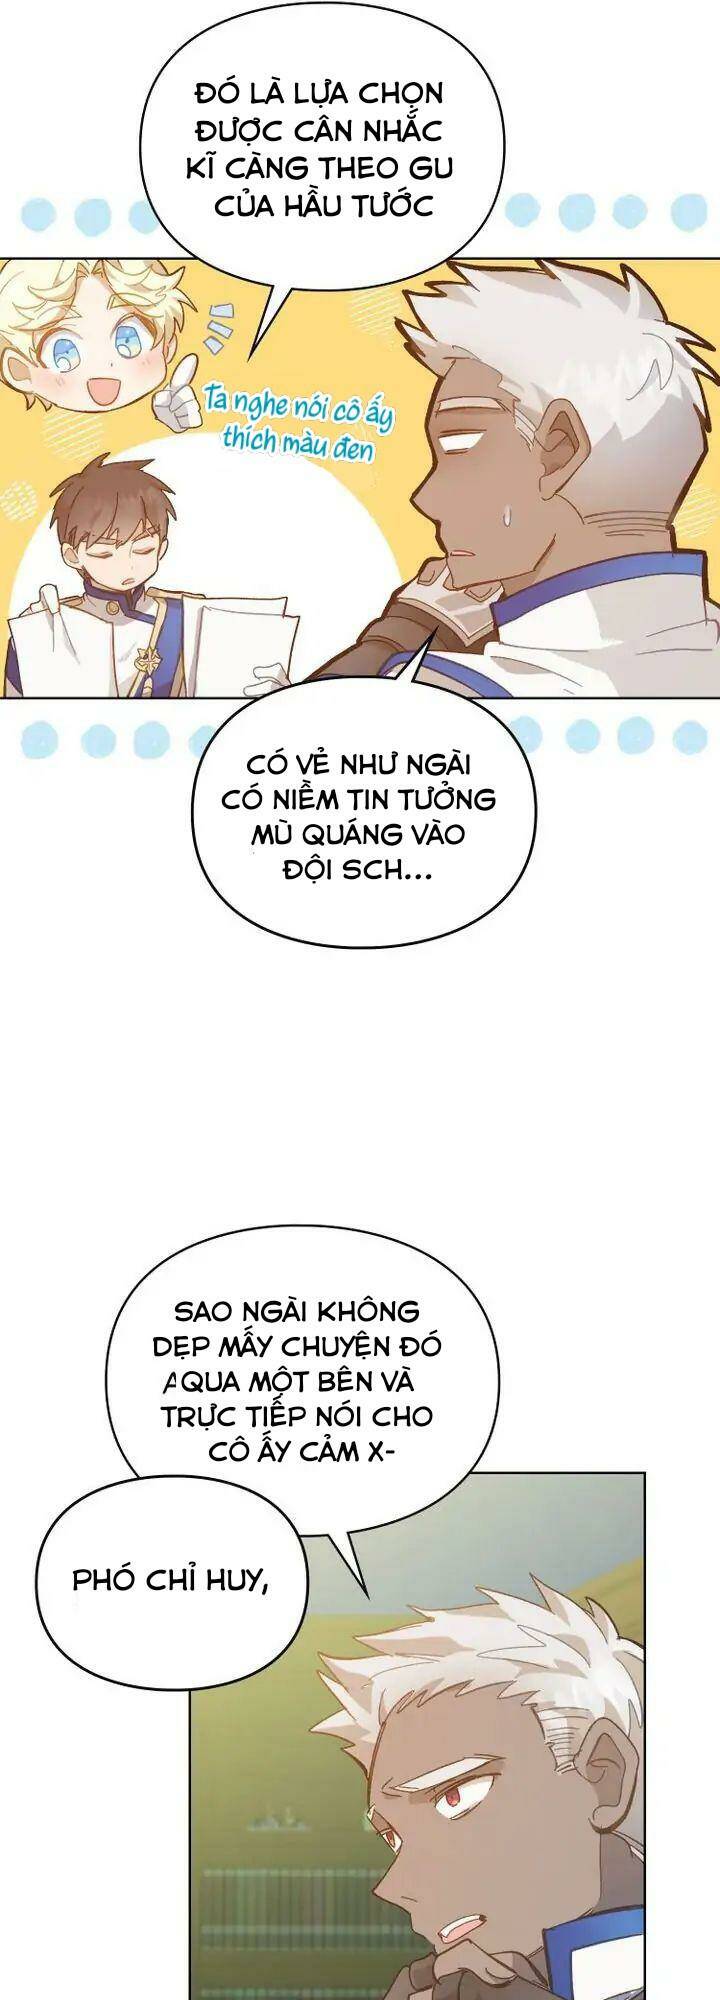 ĐÓ LÀ LỰA CHỌN
ĐƯỢC CÂN NHẮC
KĨ CÀNG THEO GU
CỦA HẦU TƯỚC
Ta nghe nói cô ấy
thích màu đen
CÓ VẺ NHƯ NGÀI
CÓ NIỀM TIN TƯỞNG
MÙ QUÁNG VÀO
ĐỘI SCH...
SAO NGÀI KHÔNG
DẸP MẤY CHUYỆN ĐÓ
AQUA MỘT BÊN VÀ
TRỰC TIẾP NÓI CHO
CÔ ẤY CẢM X-
PHÓ CHỈ HUY,